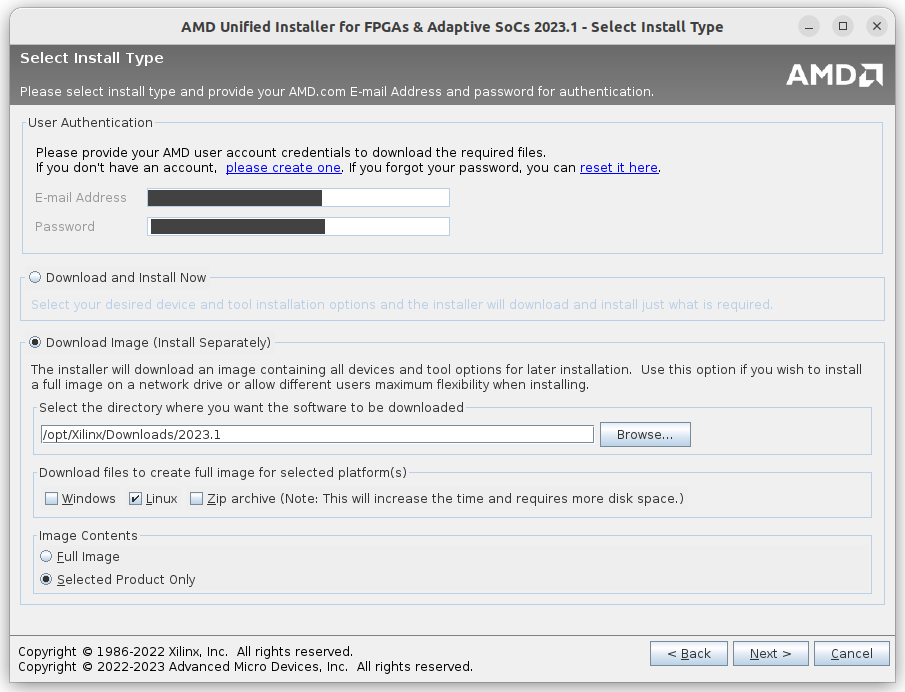 AMD Unified Installer for FPGAs & Adaptive SoCs 2023.1 - Select Install Type
Select Install Type
AMD
Please select install type and provide your AMD.com E-mail Address and password for authentication.
User Authentication
Please provide your AMD user account credentials to download the required files.
If you don't have an account, please create one. If you forgot your password, you can reset it here.
E-mail Address
Password
Download and Install Now
Select your desired device and tool installation options and the installer will download and install just what is required.
Download Image (Install Separately)
The installer will download an image containing all devices and tool options for later installation. Use this option if you wish to install
a full image on a network drive or allow different users maximum flexibility when installing.
Select the directory where you want the software to be downloaded
/opt/Xilinx/Downloads/2023.1
Browse...
Download files to create full image for selected platform(s)
Windows Linux Zip archive (Note: This will increase the time and requires more disk space.)
Image Contents
Full Image
Selected Product Only
Copyright © 1986-2022 Xilinx, Inc. All rights reserved.
Copyright © 2022-2023 Advanced Micro Devices, Inc. All rights reserved.
< Back Next > Cancel